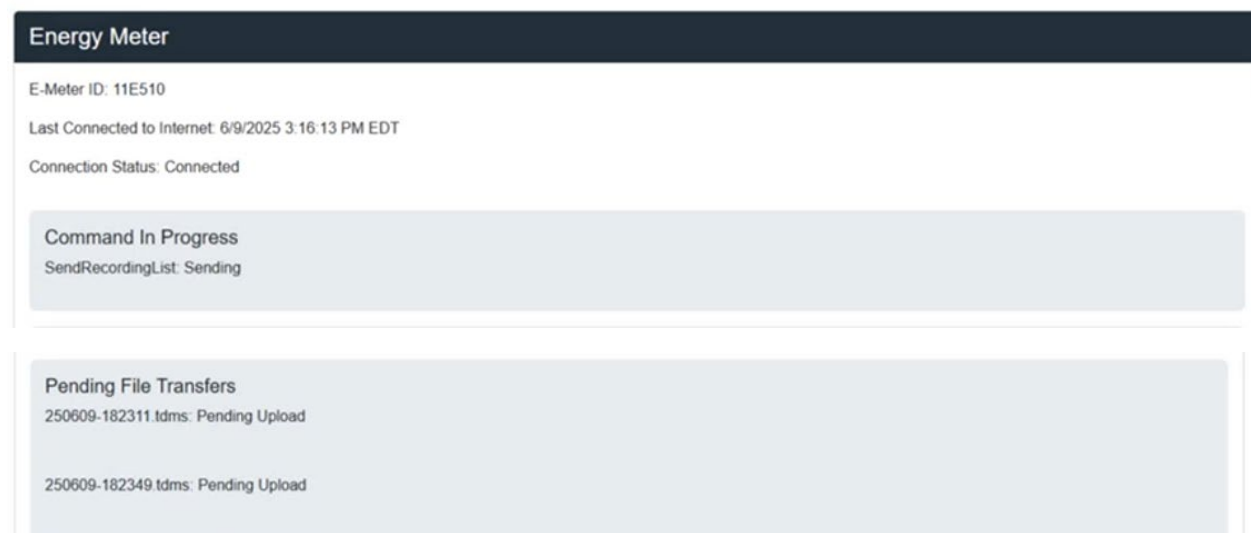 Energy Meter
E-Meter ID: 11E510
Last Connected to Internet: 6/9/2025 3:16:13 PM EDT
Connection Status: Connected
Command In Progress
SendRecordingList: Sending
Pending File Transfers
250609-182311.tdms: Pending Upload
250609-182349.tdms: Pending Upload